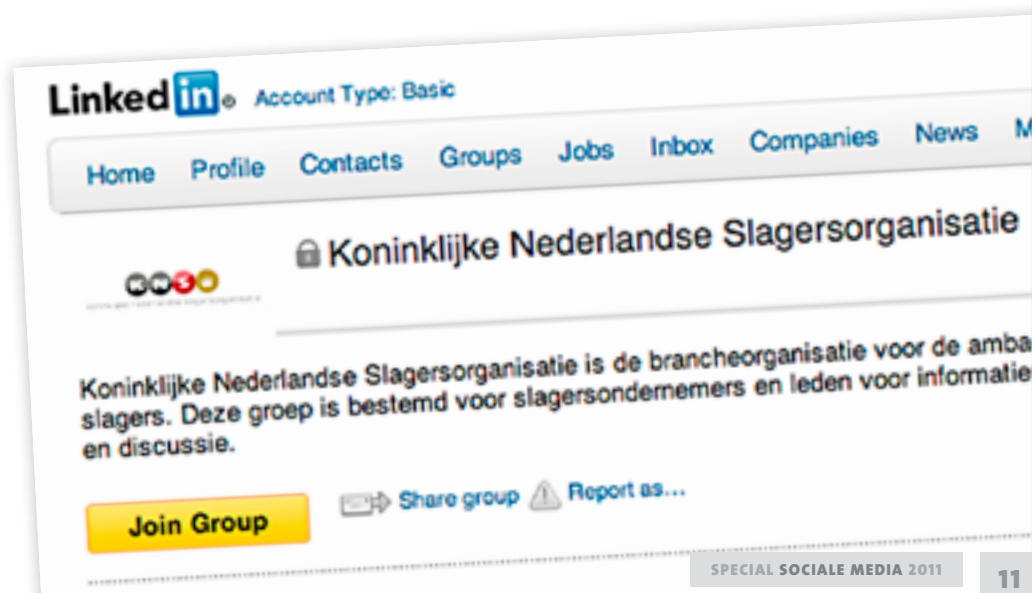 Linked in® Account Type: Basic
Home Profile Contacts Groups Jobs Inbox Companies News M
Koninklijke Nederlandse Slagersorganisatie
KNSO
Koninklijke Nederlandse Slagersorganisatie is de brancheorganisatie voor de amba
slagers. Deze groep is bestemd voor slagersondernemers en leden voor informatie
en discussie.
Join Group Share group Report as...
SPECIAL SOCIALE MEDIA 2011
11